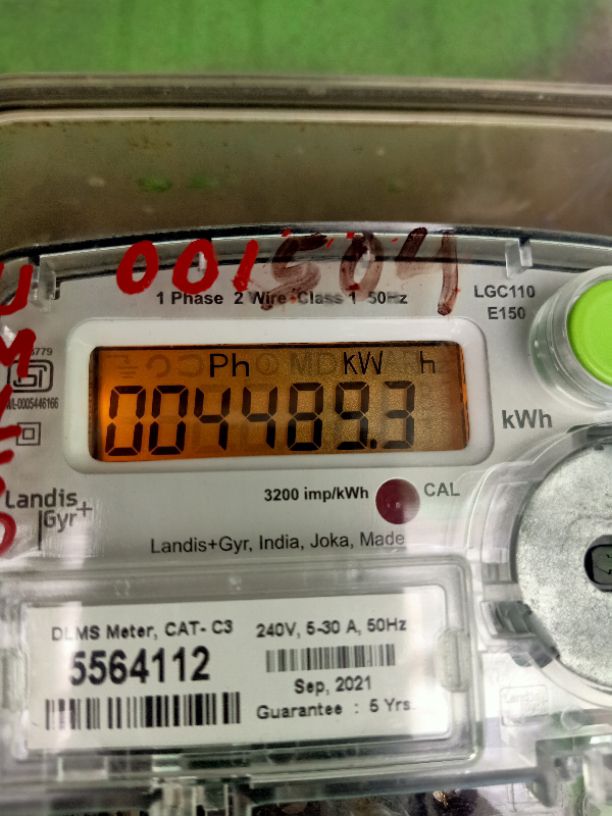 001504
1 Phase 2 Wire Class 1 50Hz
LGC110
E150
Ph MD KW h
004489.3
kWh
3200 imp/kWh
CAL
Landis
Gyr+
Landis+Gyr, India, Joka, Made
DLMS Meter, CAT- C3
5564112
240V, 5-30 A, 50Hz
Sep, 2021
Guarantee : 5 Yrs.